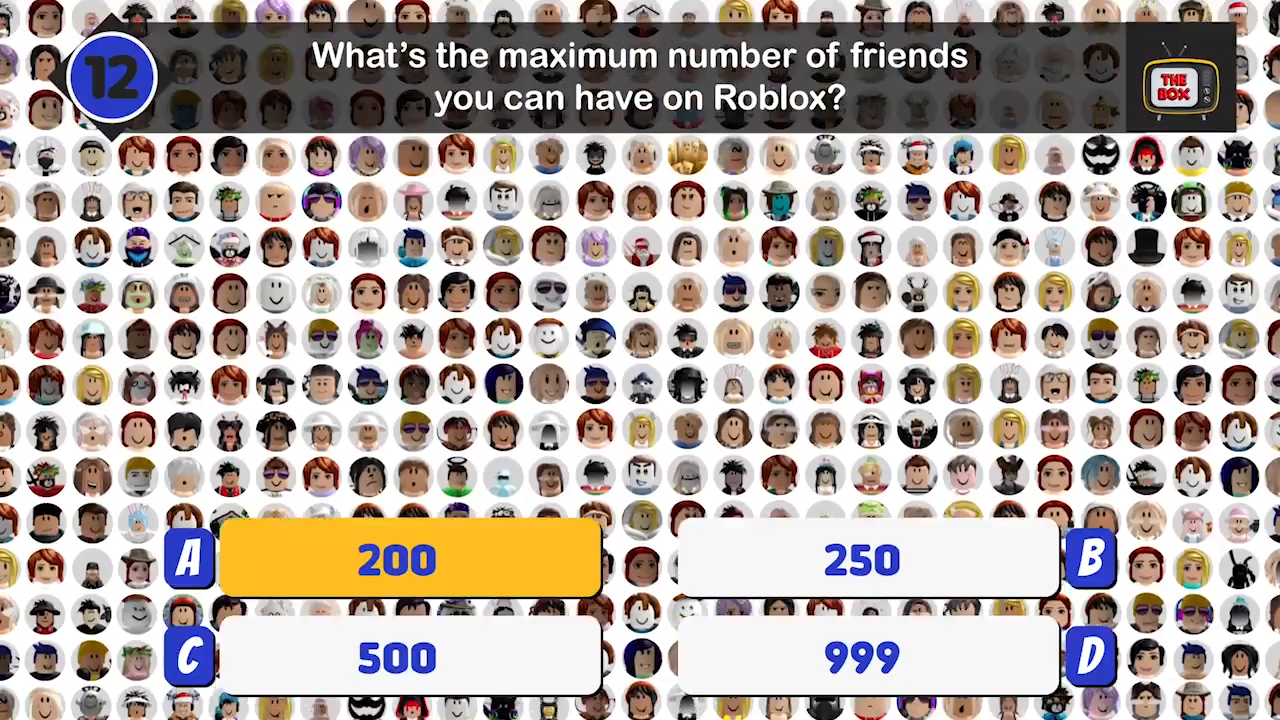 12
What's the maximum number of friends
you can have on Roblox?
THE
BOX
A
200
250
B
C
500
999
D